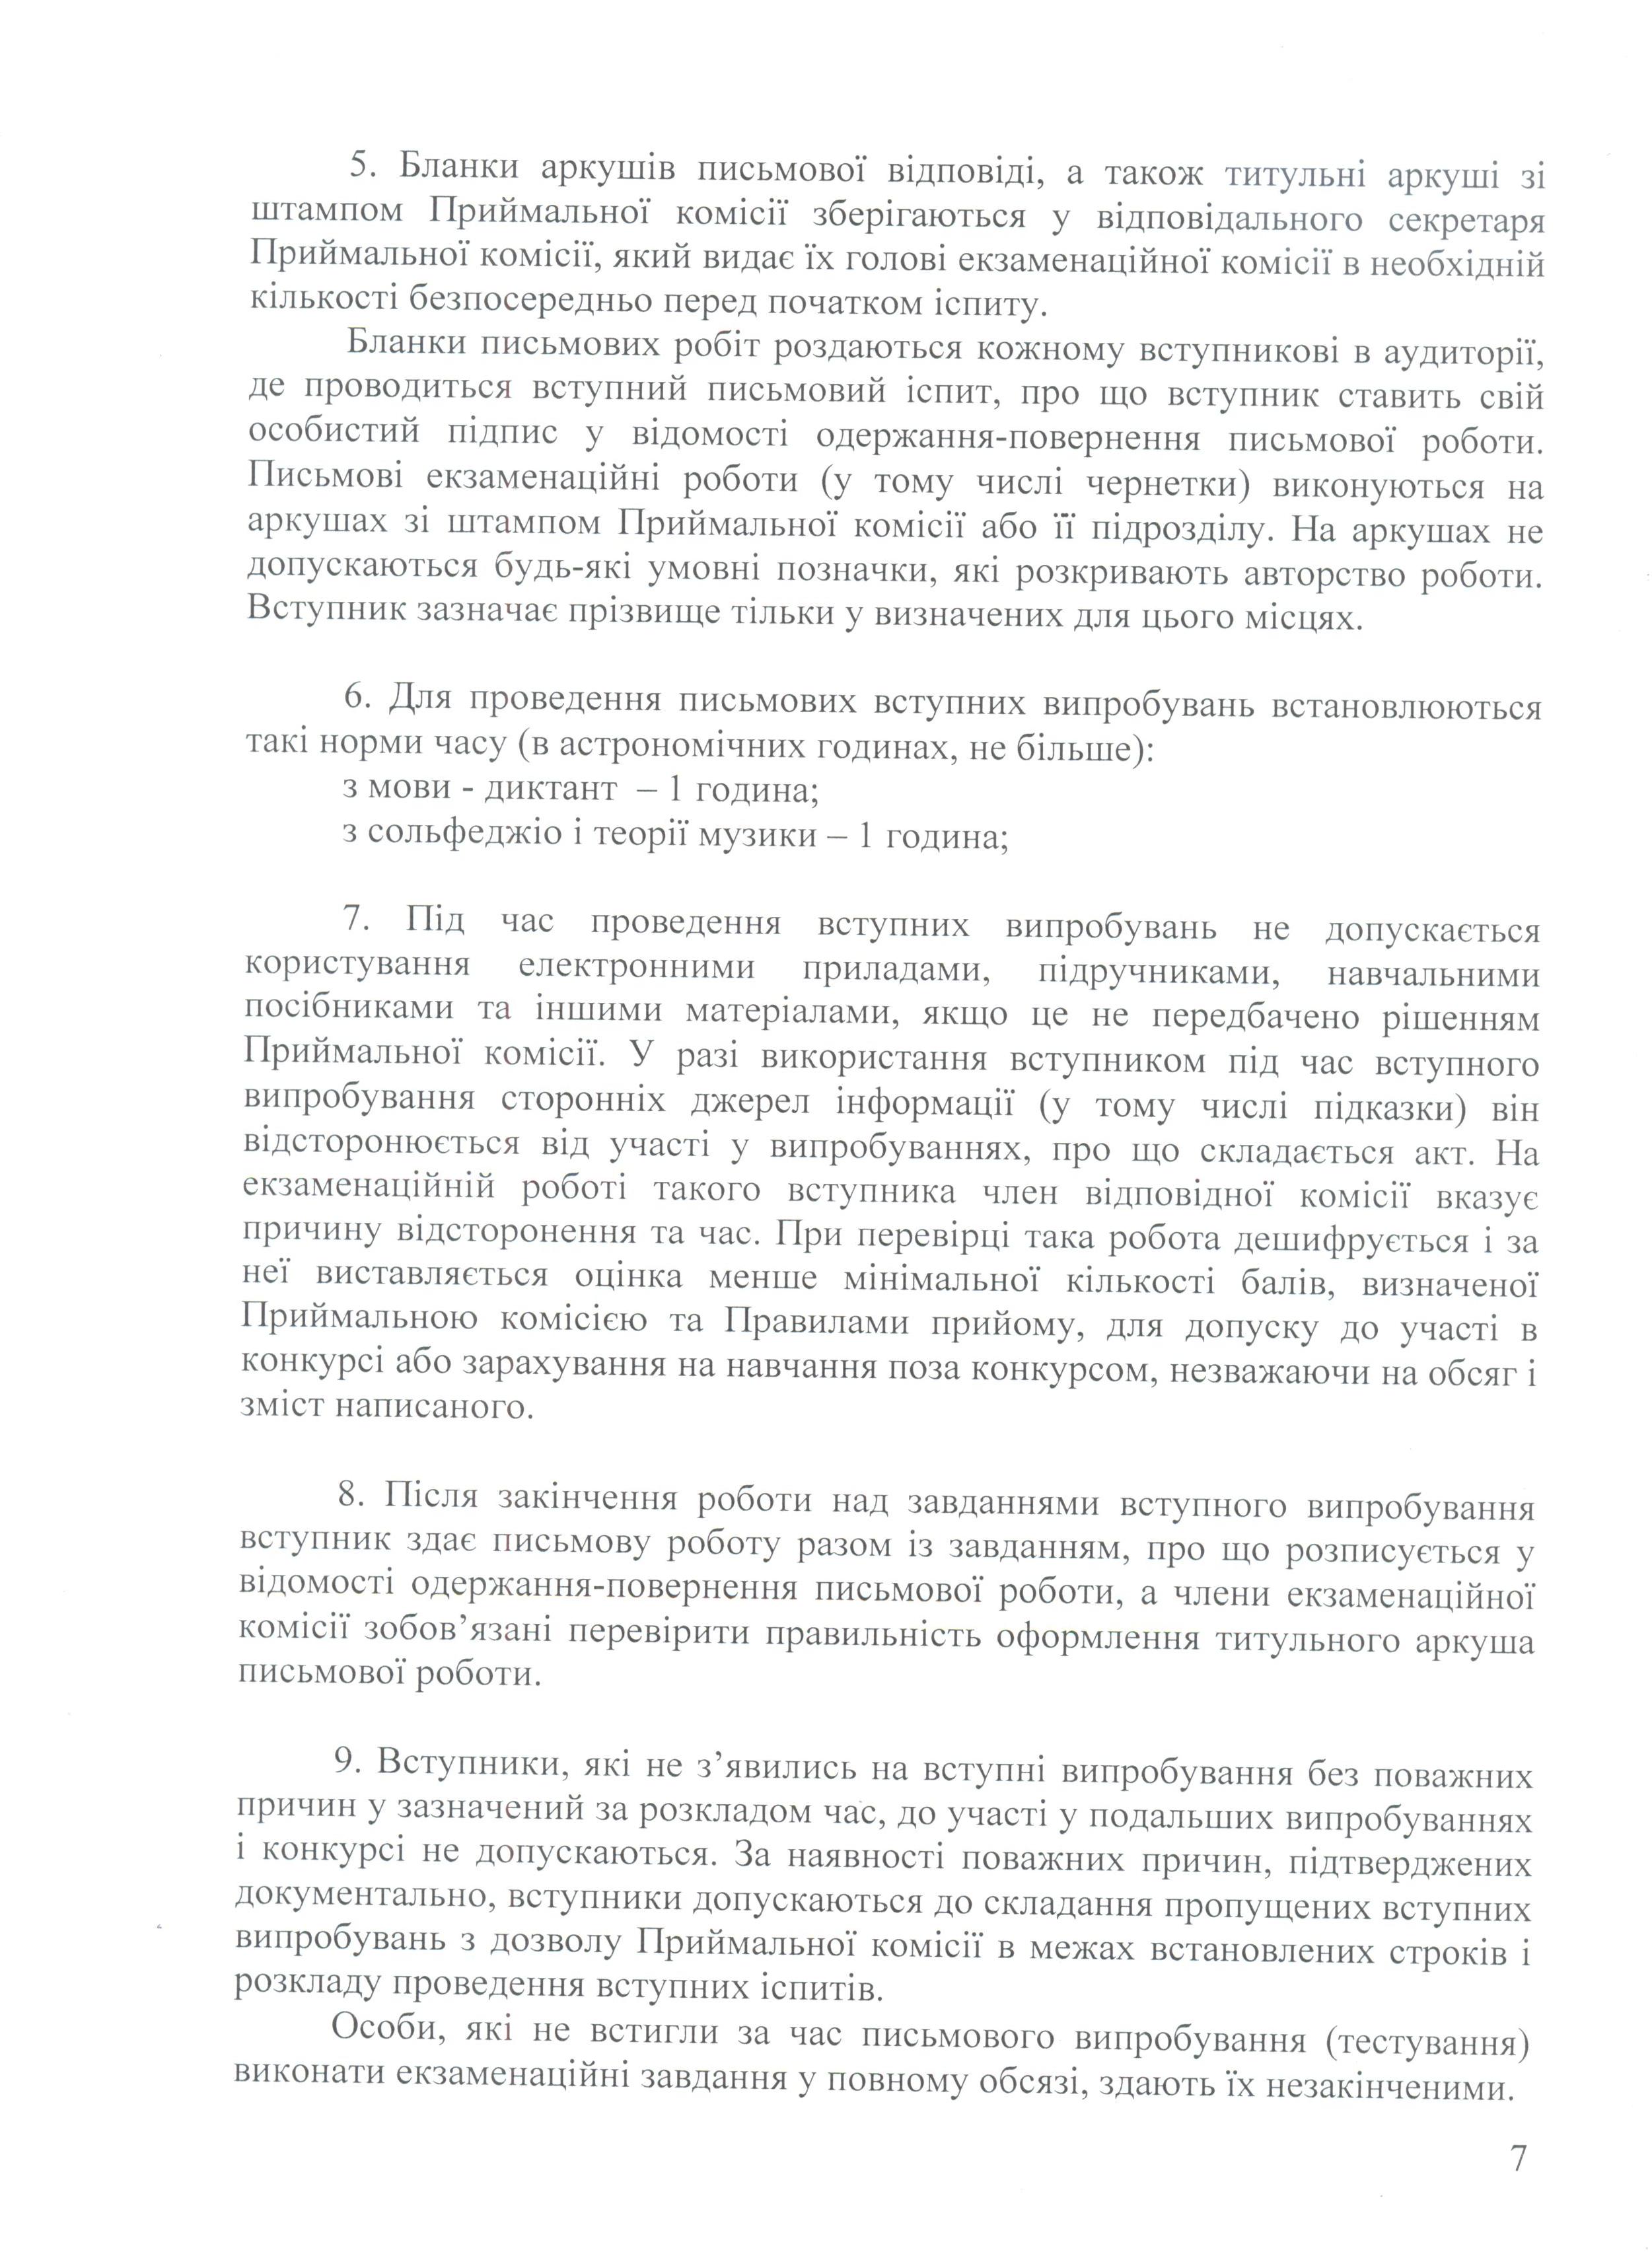 5. Бланки аркушів письмової відповіді, а також титульні аркуші зі
штампом Приймальної комісії зберігаються у відповідального секретаря
Приймальної комісії, який видає їх голові екзаменаційної комісії в необхідній
кількості безпосередньо перед початком іспиту.
Бланки письмових робіт роздаються кожному вступникові в аудиторії,
де проводиться вступний письмовий іспит, про що вступник ставить свій
особистий підпис у відомості одержання-повернення письмової роботи.
Письмові екзаменаційні роботи (у тому числі чернетки) виконуються на
аркушах зі штампом Приймальної комісії або її підрозділу. На аркушах не
допускаються будь-які умовні позначки, які розкривають авторство роботи.
Вступник зазначає прізвище тільки у визначених для цього місцях.
6. Для проведення письмових вступних випробувань встановлюються
такі норми часу (в астрономічних годинах, не більше):
з мови - диктант – 1 година;
з сольфеджіо і теорії музики – 1 година;
7. Під час проведення вступних випробувань не допускається
користування електронними приладами, підручниками, навчальними
посібниками та іншими матеріалами, якщо це не передбачено рішенням
Приймальної комісії. У разі використання вступником під час вступного
випробування сторонніх джерел інформації (у тому числі підказки) він
відсторонюється від участі у випробуваннях, про що складається акт. На
екзаменаційній роботі такого вступника член відповідної комісії вказує
причину відсторонення та час. При перевірці така робота дешифрується і за
неї виставляється оцінка менше мінімальної кількості балів, визначеної
Приймальною комісією та Правилами прийому, для допуску до участі в
конкурсі або зарахування на навчання поза конкурсом, незважаючи на обсяг і
зміст написаного.
8. Після закінчення роботи над завданнями вступного випробування
вступник здає письмову роботу разом із завданням, про що розписується у
відомості одержання-повернення письмової роботи, а члени екзаменаційної
комісії зобов’язані перевірити правильність оформлення титульного аркуша
письмової роботи.
9. Вступники, які не з’явились на вступні випробування без поважних
причин у зазначений за розкладом час, до участі у подальших випробуваннях
і конкурсі не допускаються. За наявності поважних причин, підтверджених
документально, вступники допускаються до складання пропущених вступних
випробувань з дозволу Приймальної комісії в межах встановлених строків і
розкладу проведення вступних іспитів.
Особи, які не встигли за час письмового випробування (тестування)
виконати екзаменаційні завдання у повному обсязі, здають їх незакінченими.
7